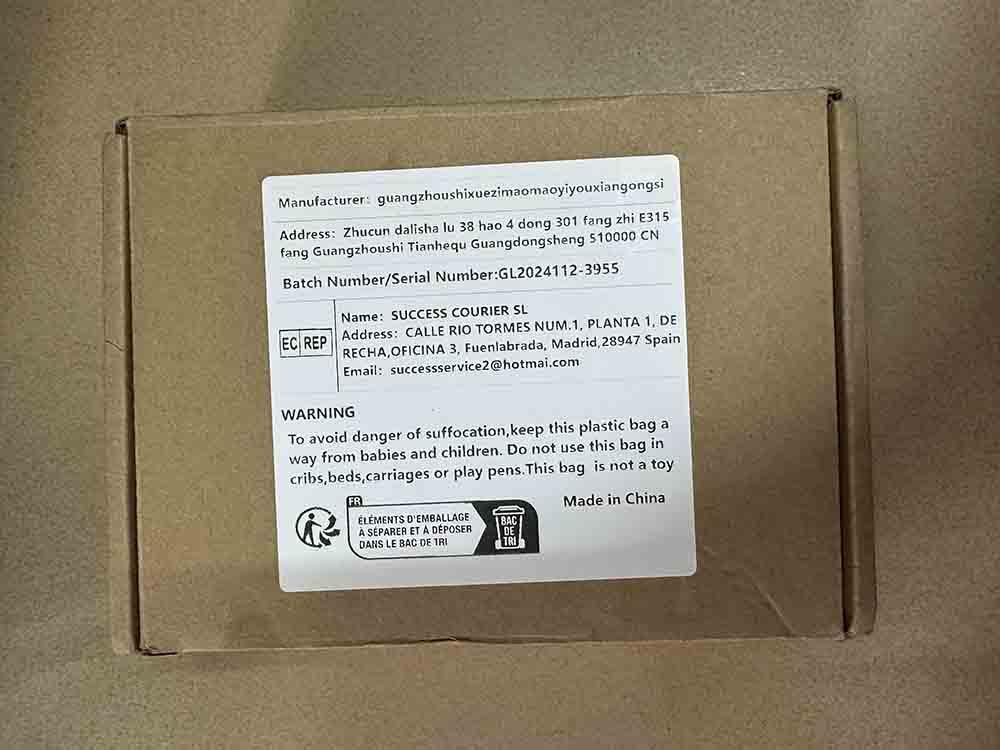 Manufacturer: guangzhoushixuezimaomaoyiyouxiangongsi
Address: Zhucun dalisha lu 38 hao 4 dong 301 fang zhi E315
fang Guangzhoushi Tianhequ Guangdongsheng 510000 CN
Batch Number/Serial Number:GL2024112-3955
EC REP
Name: SUCCESS COURIER SL
Address: CALLE RIO TORMES NUM.1, PLANTA 1, DE
RECHA,OFICINA 3, Fuenlabrada, Madrid,28947 Spain
Email: successservice2@hotmai.com
WARNING
To avoid danger of suffocation,keep this plastic bag a
way from babies and children. Do not use this bag in
cribs,beds,carriages or play pens.This bag is not a toy
Made in China
FR
ÉLÉMENTS D'EMBALLAGE
À SÉPARER ET À DÉPOSER
DANS LE BAC DE TRI
BAC
DE
TRI